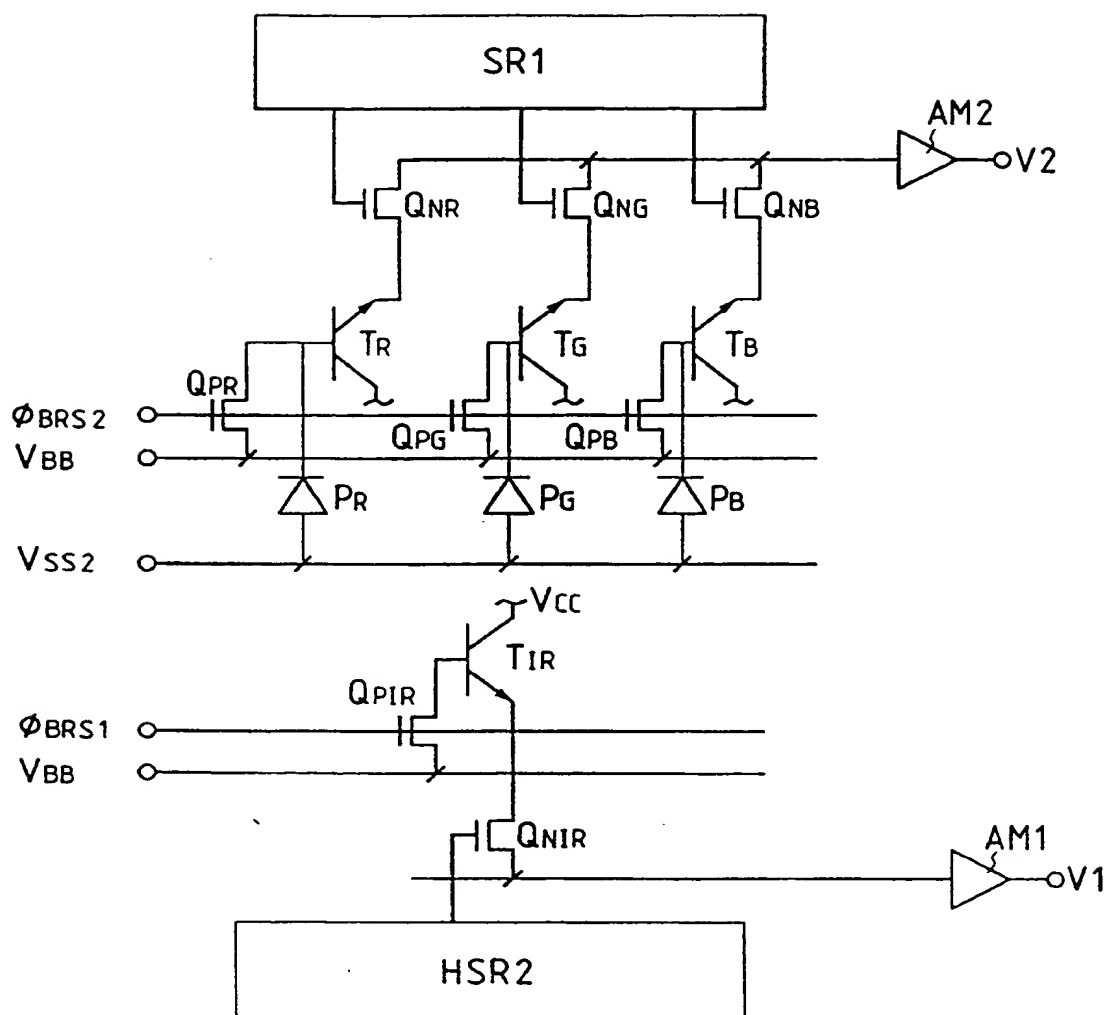 SR1
AM2
V2
QNR
QNG
QNB
TR
TG
TB
QPR
QPG
QPB
ΦBRS2
VBB
PR
PG
PB
VSS2
VCC
TIR
QPIR
ΦBRS1
VBB
QNIR
AM1
V1
HSR2